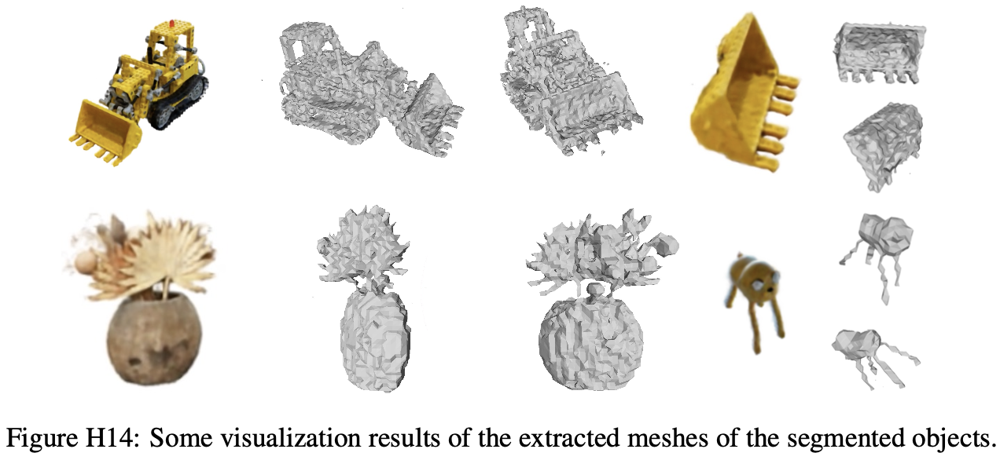 Figure H14: Some visualization results of the extracted meshes of the segmented objects.